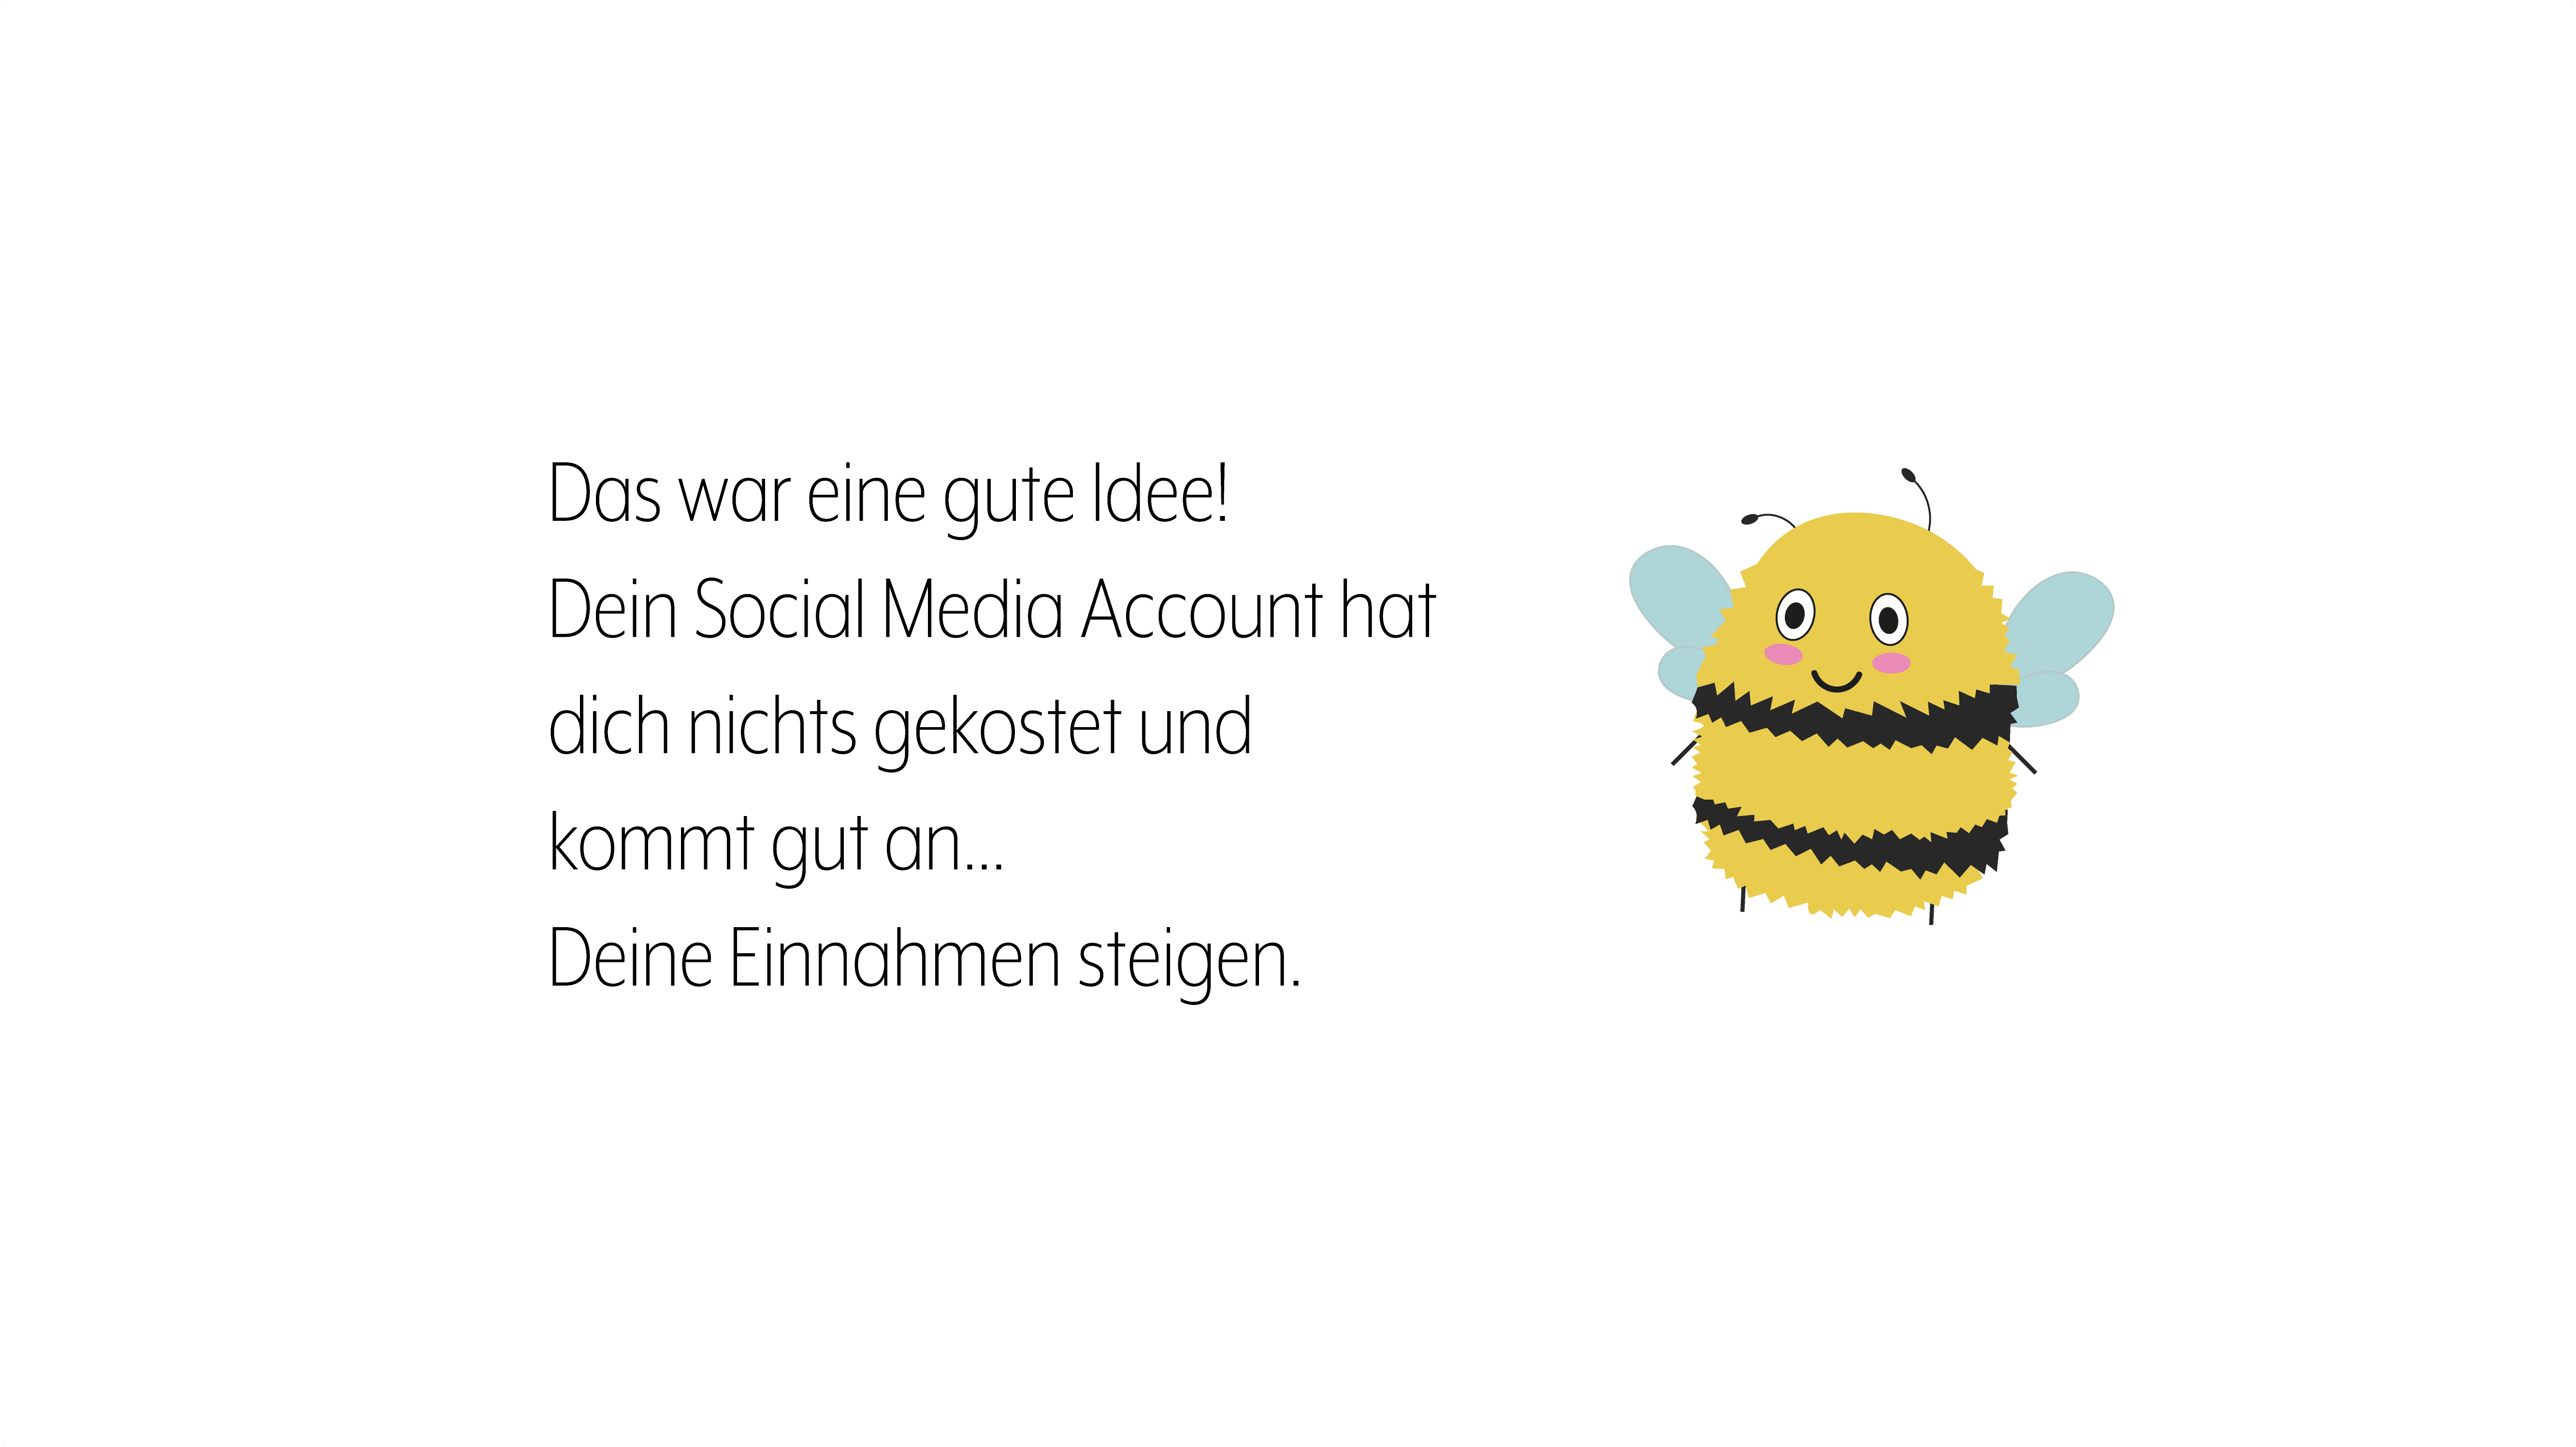 Das war eine gute Idee!
Dein Social Media Account hat
dich nichts gekostet und
kommt gut an...
Deine Einnahmen steigen.